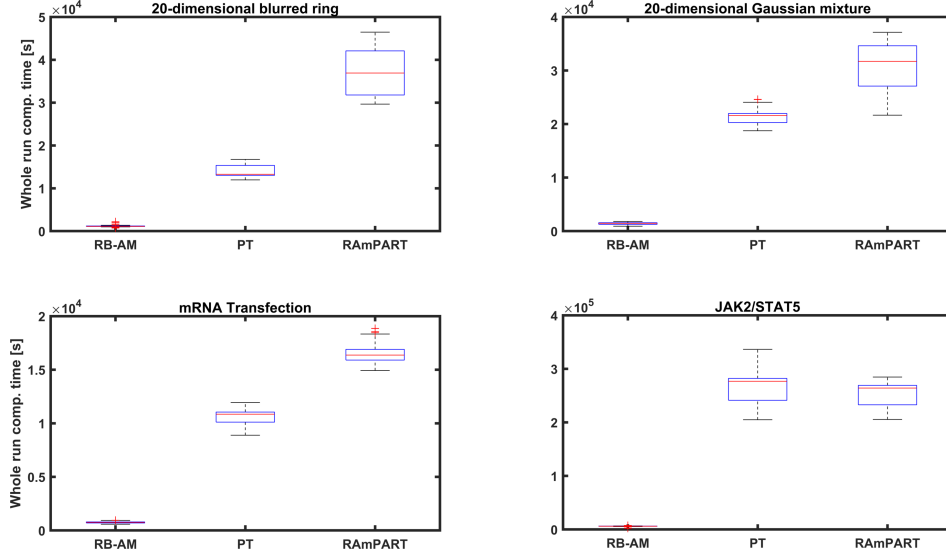 20-dimensional blurred ring
×10⁴
Whole run comp. time [s]
5
4
3
2
1
0
RB-AM PT RAmPART
20-dimensional Gaussian mixture
×10⁴
4
3
2
1
0
RB-AM PT RAmPART
mRNA Transfection
×10⁴
Whole run comp. time [s]
2
1.5
1
0.5
0
RB-AM PT RAmPART
JAK2/STAT5
×10⁵
4
3
2
1
0
RB-AM PT RAmPART